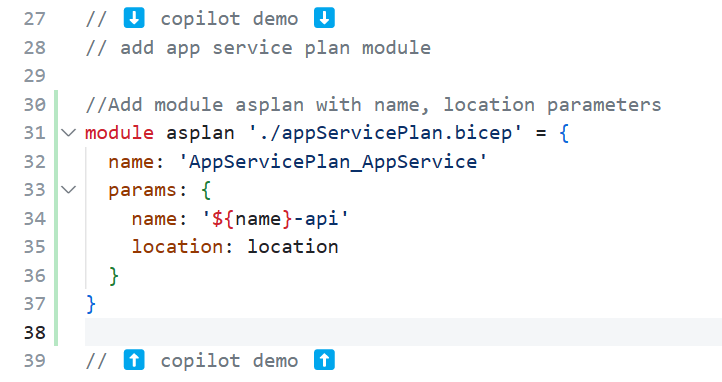 27 // ⬇️ copilot demo ⬇️
28 // add app service plan module
29
30 //Add module asplan with name, location parameters
31 module asplan './appServicePlan.bicep' = {
32   name: 'AppServicePlan_AppService'
33   params: {
34     name: '${name}-api'
35     location: location
36   }
37 }
38
39 // ⬆️ copilot demo ⬆️